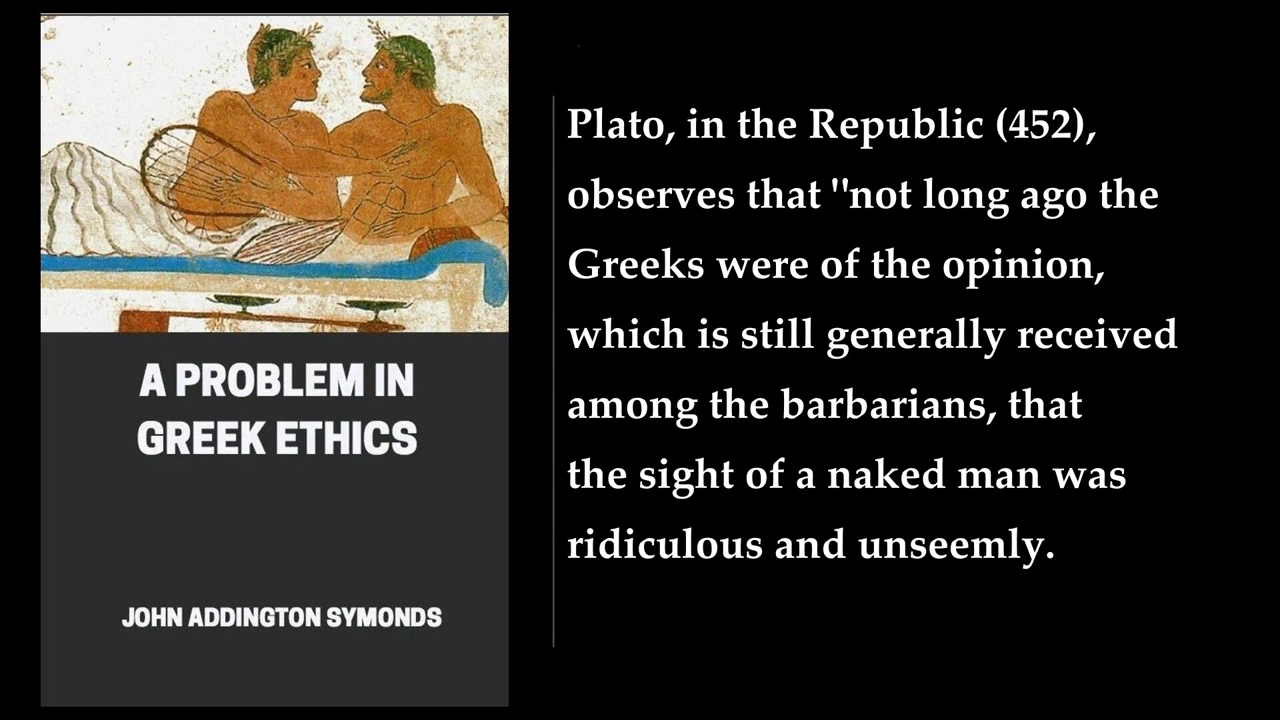 A PROBLEM IN
GREEK ETHICS
JOHN ADDINGTON SYMONDS
Plato, in the Republic (452),
observes that "not long ago the
Greeks were of the opinion,
which is still generally received
among the barbarians, that
the sight of a naked man was
ridiculous and unseemly.